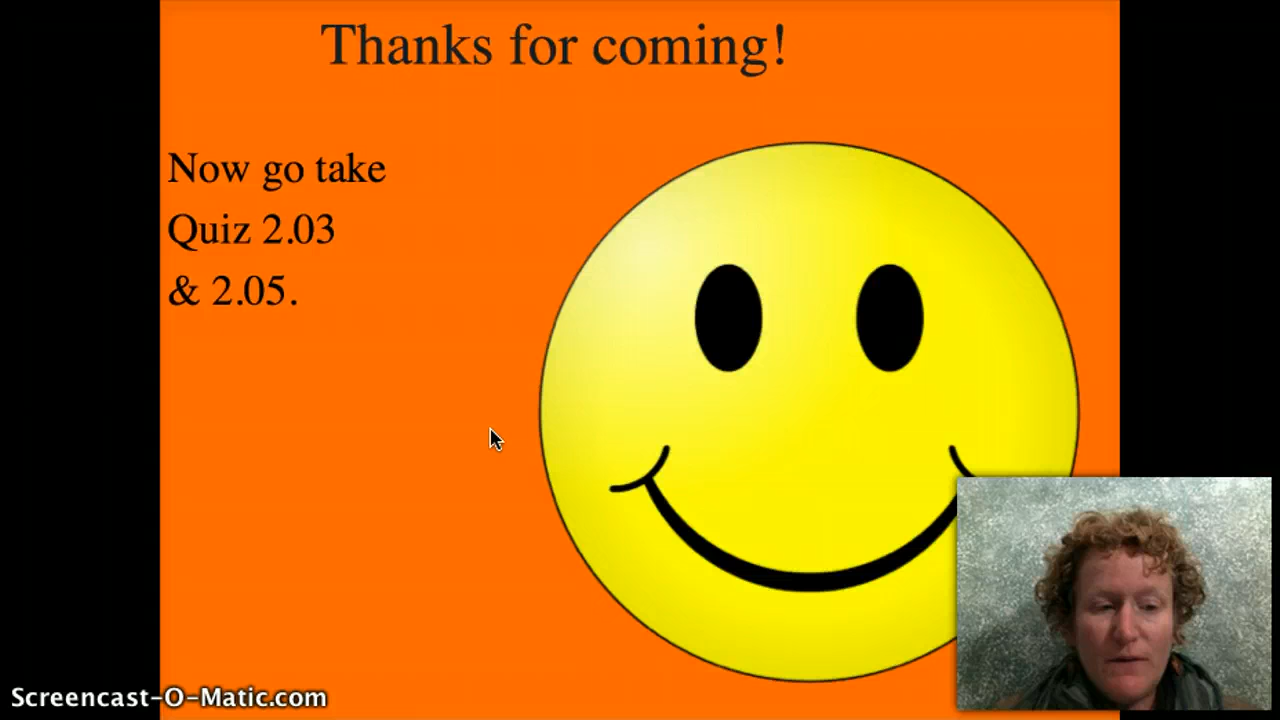 Thanks for coming!
Now go take
Quiz 2.03
& 2.05.
Screencast-O-Matic.com